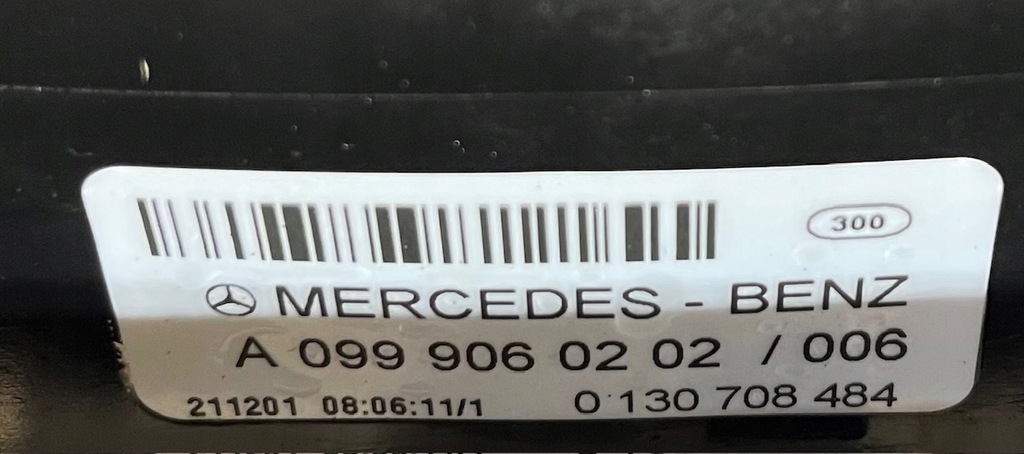 300
MERCEDES - BENZ
A 099 906 02 02 / 006
211201 08:06:11/1 0 130 708 484